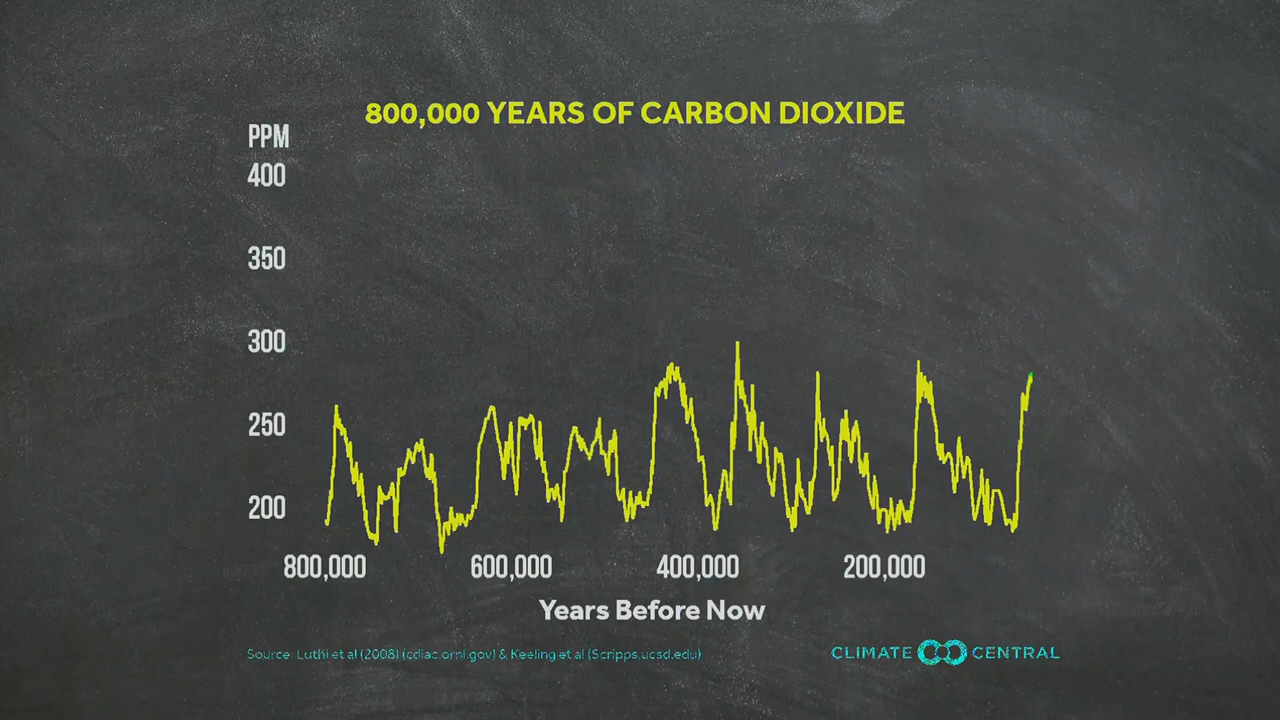 800,000 YEARS OF CARBON DIOXIDE
PPM
400
350
300
250
200
800,000 600,000 400,000 200,000
Years Before Now
Source: Luthi et al (2008) (cdiac.ornl.gov) & Keeling et al (Scripps.ucsd.edu)
CLIMATE CENTRAL